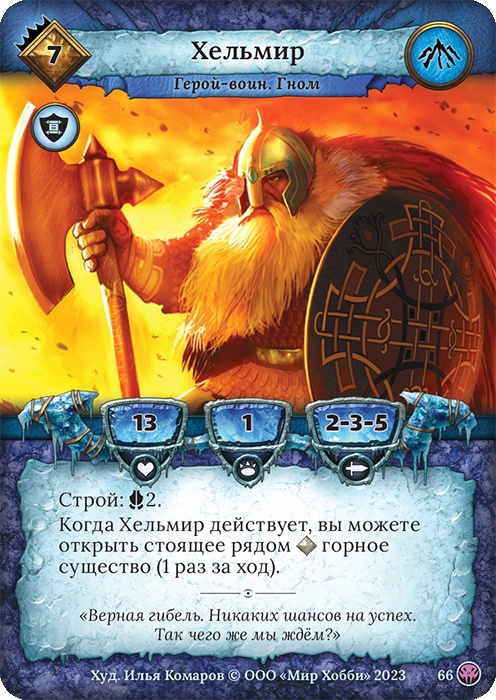 7
Хельмир
Герой-воин. Гном
13
1
2-3-5
Строй: 2.
Когда Хельмир действует, вы можете
открыть стоящее рядом горное
существо (1 раз за ход).
«Верная гибель. Никаких шансов на успех.
Так чего же мы ждём?»
Худ. Илья Комаров © ООО «Мир Хобби» 2023
66